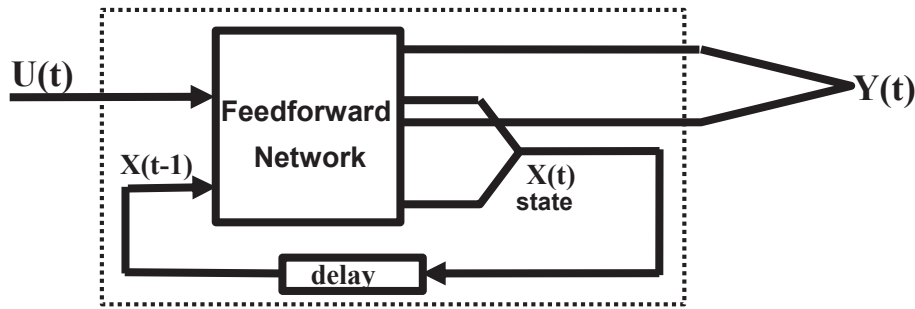 U(t)
Y(t)
Feedforward
Network
X(t-1)
X(t)
state
delay